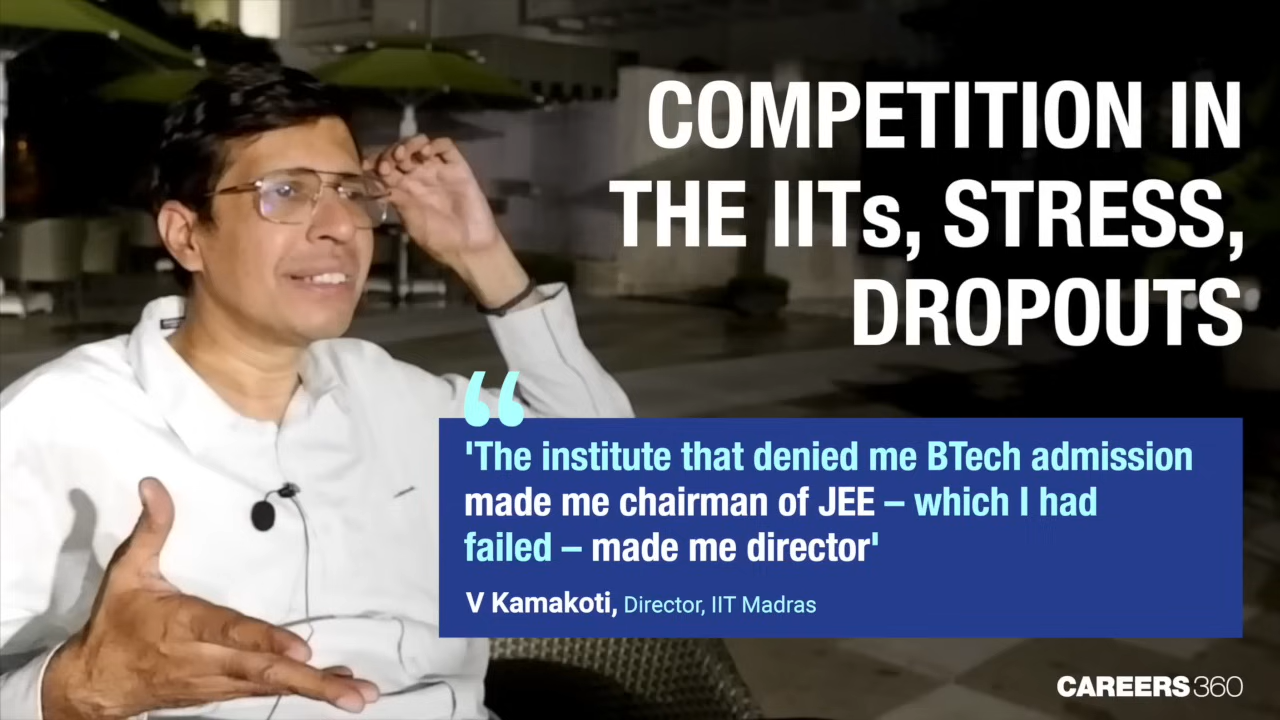 COMPETITION IN
THE IITs, STRESS,
DROPOUTS
“
'The institute that denied me BTech admission
made me chairman of JEE – which I had
failed – made me director'
V Kamakoti, Director, IIT Madras
CAREERS360